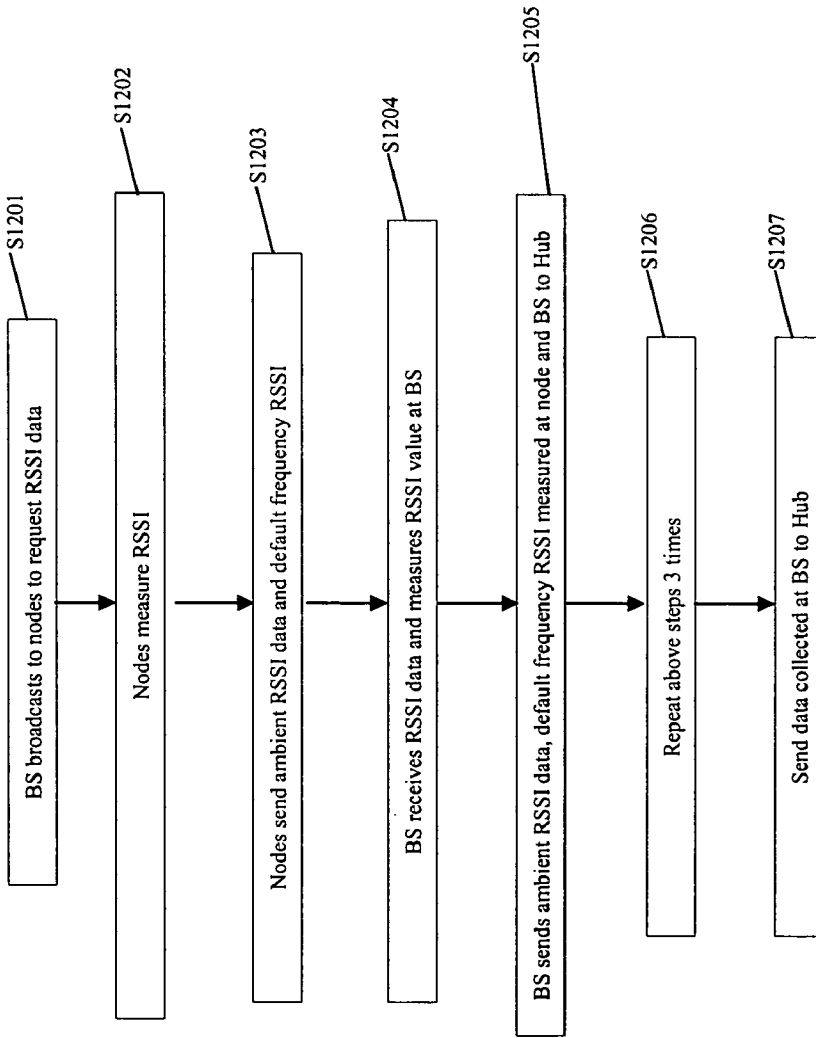 BS broadcasts to nodes to request RSSI data
S1201
Nodes measure RSSI
S1202
Nodes send ambient RSSI data and default frequency RSSI
S1203
BS receives RSSI data and measures RSSI value at BS
S1204
BS sends ambient RSSI data, default frequency RSSI measured at node and BS to Hub
S1205
Repeat above steps 3 times
S1206
Send data collected at BS to Hub
S1207